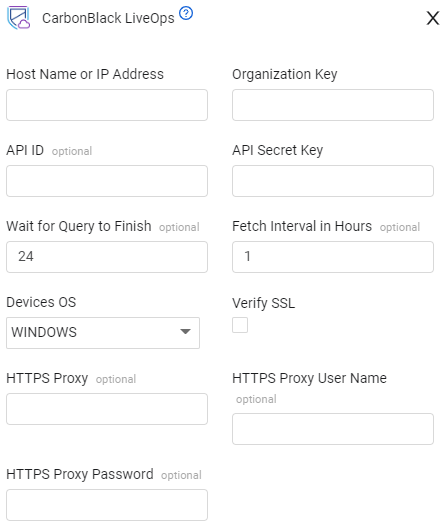 CarbonBlack LiveOps ?
X
Host Name or IP Address
Organization Key
API ID optional
API Secret Key
Wait for Query to Finish optional
Fetch Interval in Hours optional
24
1
Devices OS
Verify SSL
WINDOWS
HTTPS Proxy optional
HTTPS Proxy User Name
optional
HTTPS Proxy Password optional